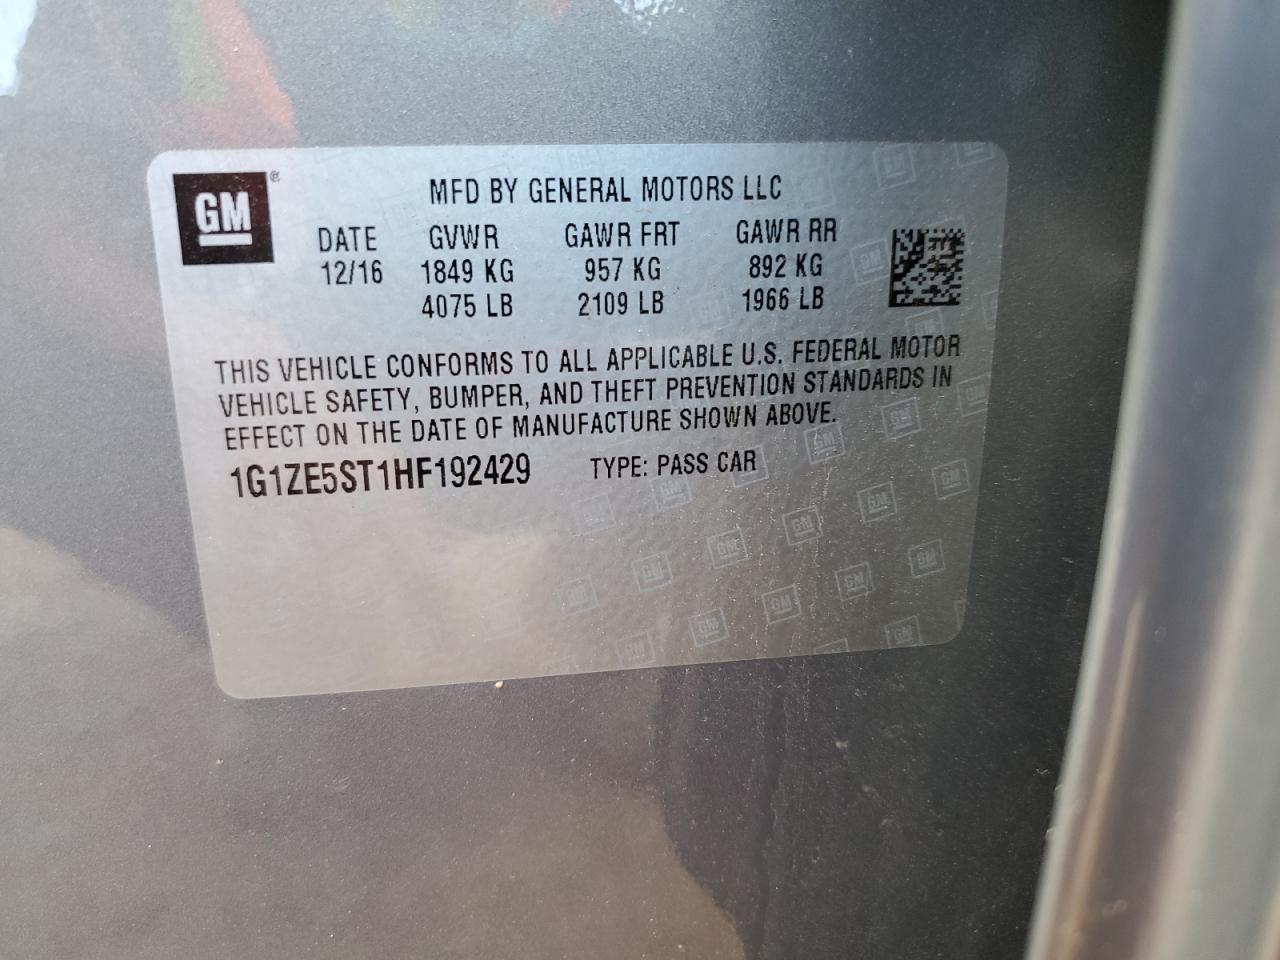 GM®
MFD BY GENERAL MOTORS LLC
DATE GVWR GAWR FRT GAWR RR
12/16 1849 KG 957 KG 892 KG
4075 LB 2109 LB 1966 LB
THIS VEHICLE CONFORMS TO ALL APPLICABLE U.S. FEDERAL MOTOR
VEHICLE SAFETY, BUMPER, AND THEFT PREVENTION STANDARDS IN
EFFECT ON THE DATE OF MANUFACTURE SHOWN ABOVE.
1G1ZE5ST1HF192429 TYPE: PASS CAR